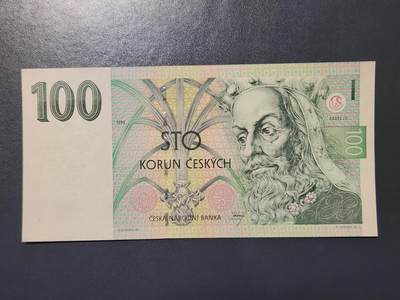 100
STO
KORUN ČESKÝCH
ČESKÁ NÁRODNÍ BANKA
100